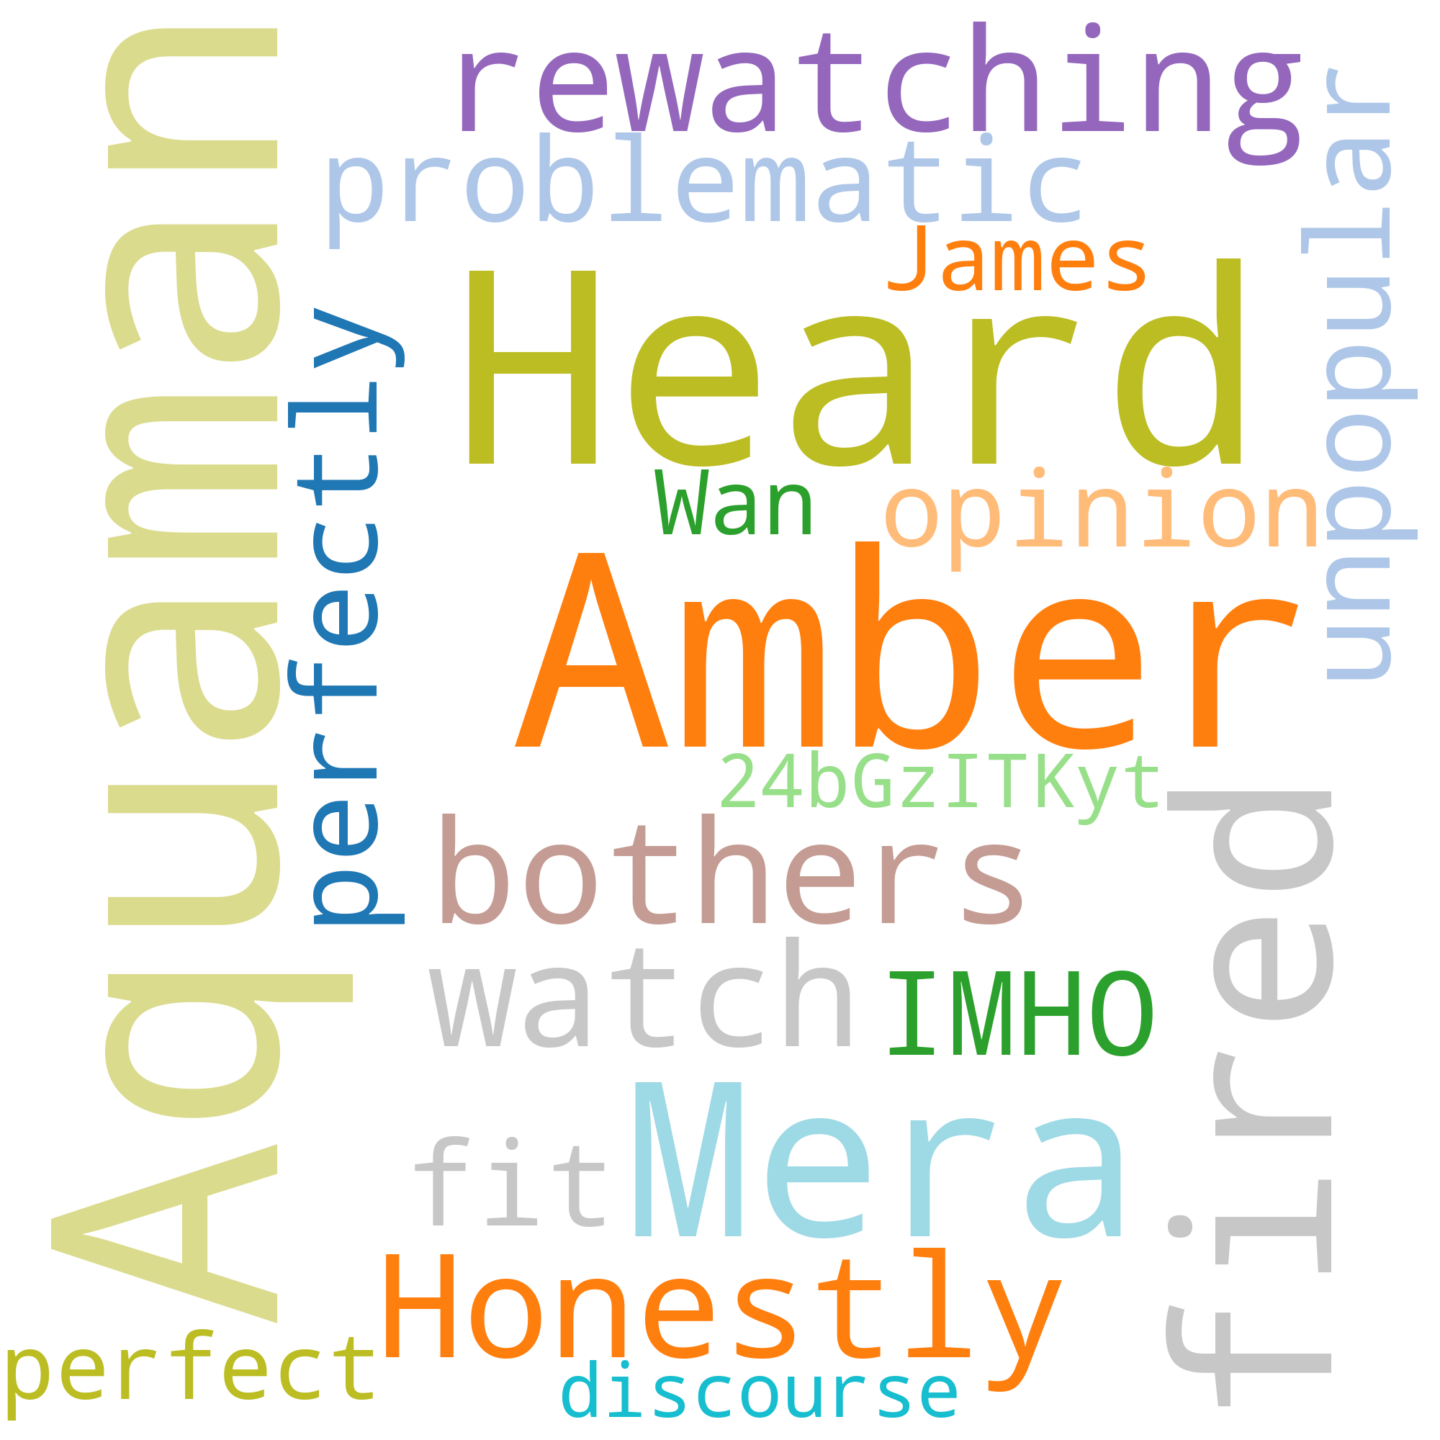 Aquaman
rewatching
problematic
unpopular
James
Heard
perfectly
Wan
opinion
Amber
24bGzITKyt
fired
bothers
watch
IMHO
Mera
fit
Honestly
perfect
discourse